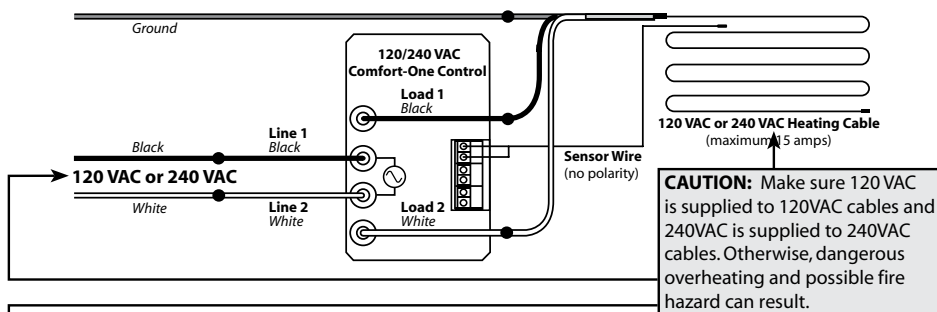 Ground
120/240 VAC
Comfort-One Control
Load 1
Black
Line 1
Black
Black
120 VAC or 240 VAC
White
Line 2
White
Load 2
White
Sensor Wire
(no polarity)
120 VAC or 240 VAC Heating Cable
(maximum 15 amps)
CAUTION: Make sure 120 VAC
is supplied to 120VAC cables and
240VAC is supplied to 240VAC
cables. Otherwise, dangerous
overheating and possible fire
hazard can result.